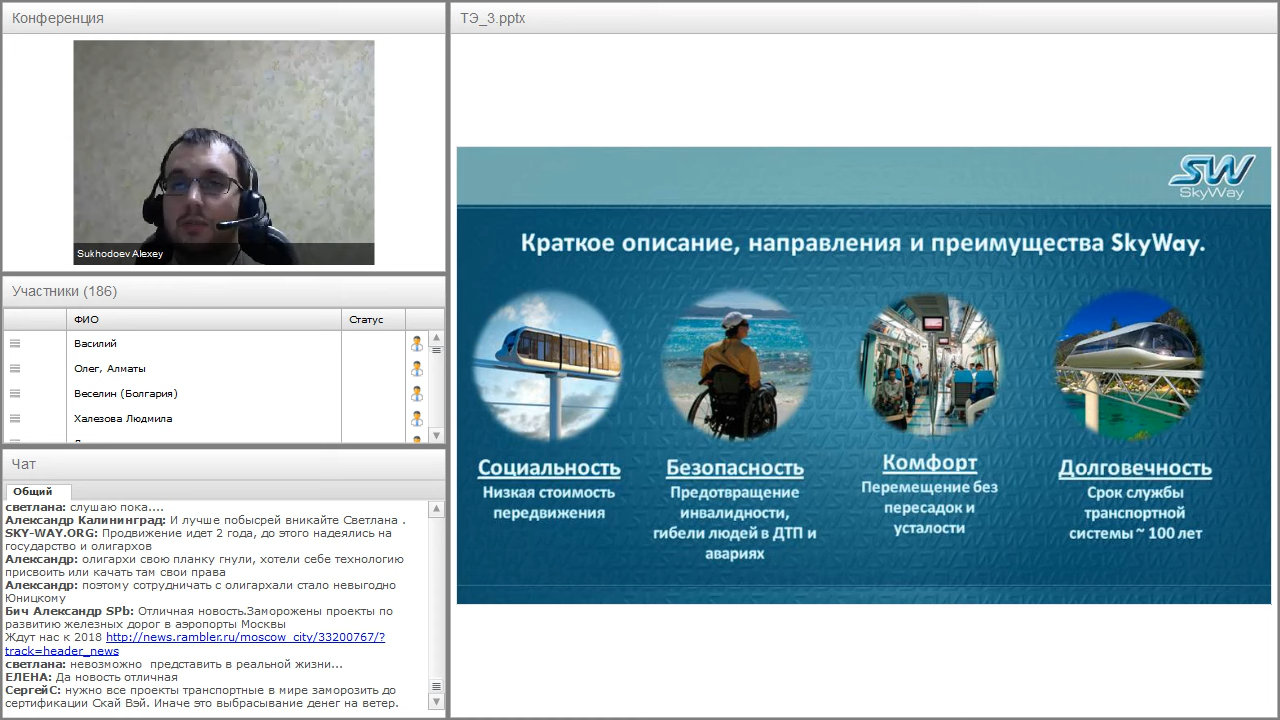 Конференция
Sukhodoev Alexey
Участники (186)
ФИО
Статус
Василий
Олег, Алматы
Веселин (Болгария)
Халезова Людмила
Чат
Общий
светлана: слушаю пока....
Александр Калининград: И лучше побысрей вникайте Светлана .
SKY-WAY.ORG: Продвижение идет 2 года, до этого надеялись на
государство и олигархов
Александр: олигархи свою планку гнули, хотели себе технологию
присвоить или качать там свои права
Александр: поэтому сотрудничать с олигархали стало невыгодно
Юницкому
Бич Александр SPb: Отличная новость.Заморожены проекты по
развитию железных дорог в аэропорты Москвы
Ждут нас к 2018 http://news.rambler.ru/moscow_city/33200767/?
track=header_news
светлана: невозможно представить в реальной жизни...
ЕЛЕНА: Да новость отличная
СергейС: нужно все проекты транспортные в мире заморозить до
сертификации Скай Вэй. Иначе это выбрасывание денег на ветер.
ТЭ_3.pptx
SW
SkyWay
Краткое описание, направления и преимущества SkyWay.
Социальность
Низкая стоимость
передвижения
Безопасность
Предотвращение
инвалидности,
гибели людей в ДТП и
авариях
Комфорт
Перемещение без
пересадок и
усталости
Долговечность
Срок службы
транспортной
системы ~ 100 лет